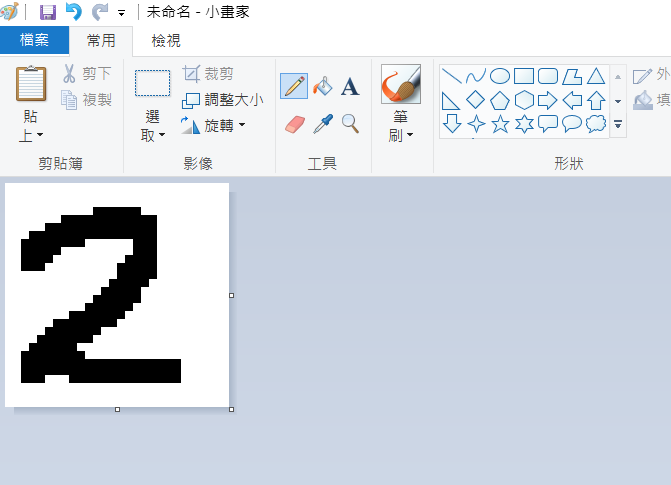 未命名 - 小畫家
檔案 常用 檢視
貼上
剪下
複製
剪貼簿
選取
裁剪
調整大小
旋轉
影像
A
工具
筆刷
形狀
外
填
2